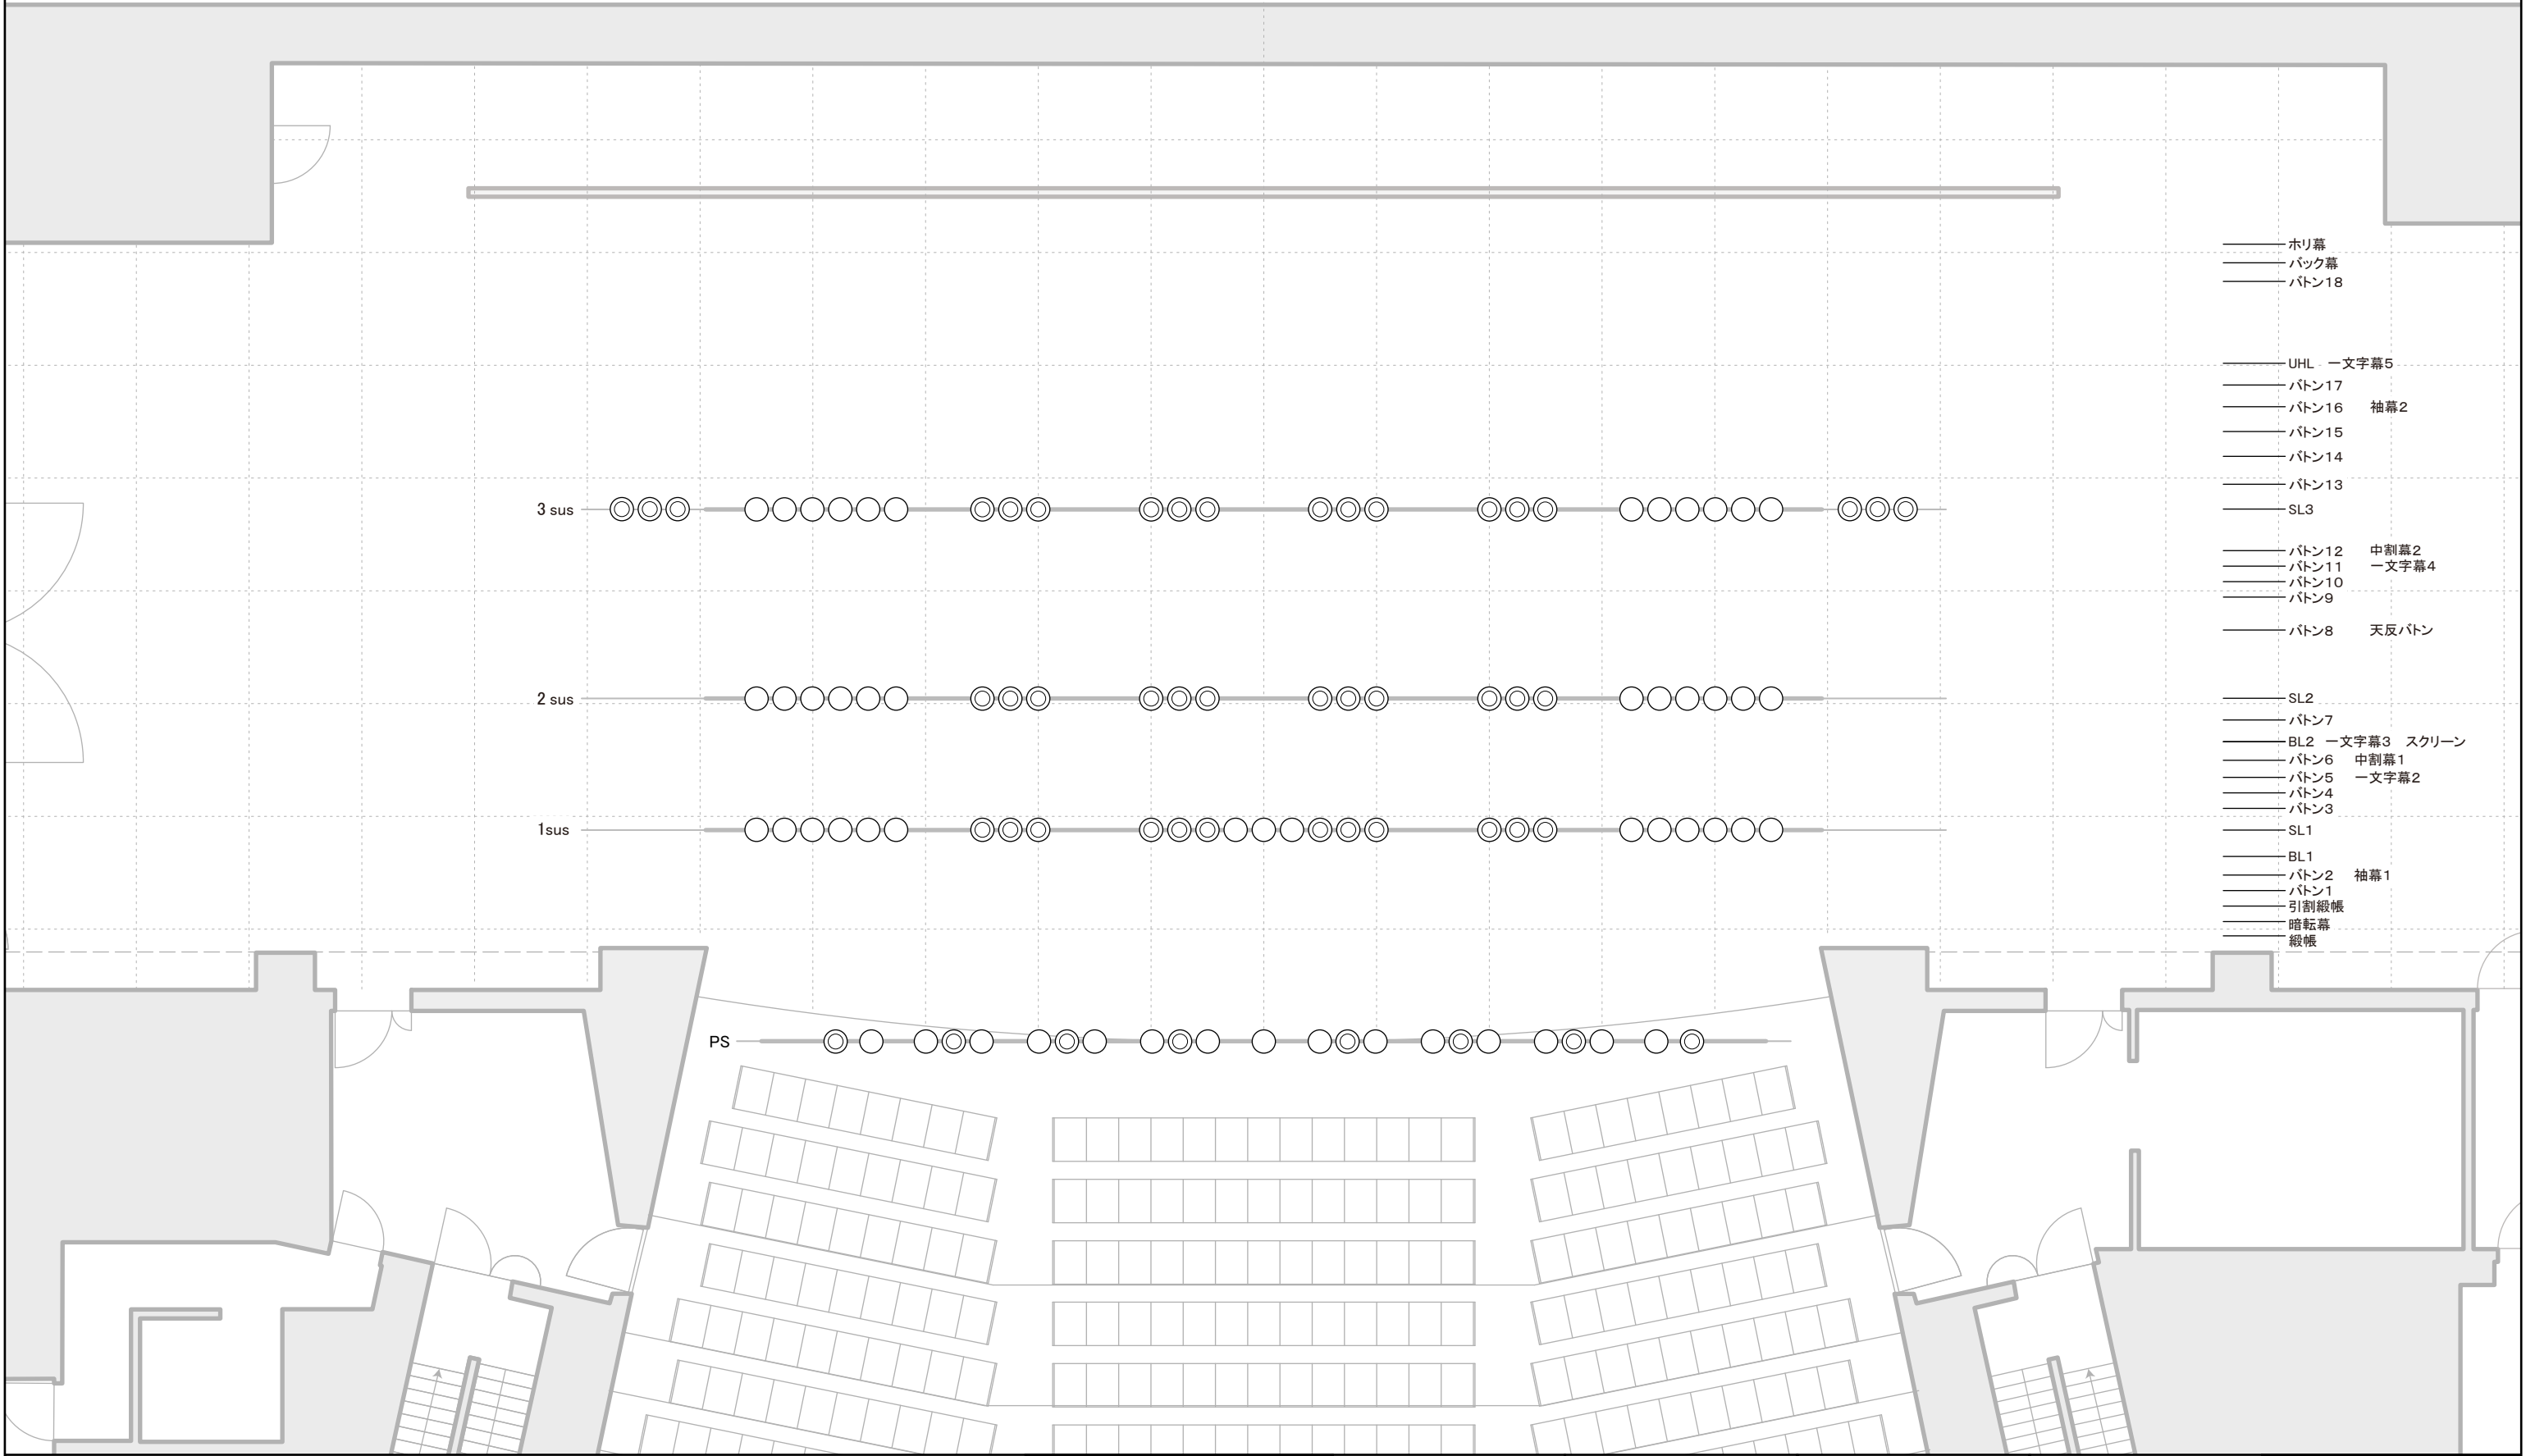 ホリ幕
バック幕
バトン18
UHL 一文字幕5
バトン17
バトン16 袖幕2
バトン15
バトン14
バトン13
3 sus
SL3
バトン12 中割幕2
バトン11 一文字幕4
バトン10
バトン9
バトン8 天反バトン
2 sus
SL2
バトン7
BL2 一文字幕3 スクリーン
バトン6 中割幕1
バトン5 一文字幕2
バトン4
バトン3
1sus
SL1
BL1
バトン2 袖幕1
バトン1
引割緞帳
暗転幕
緞帳
PS